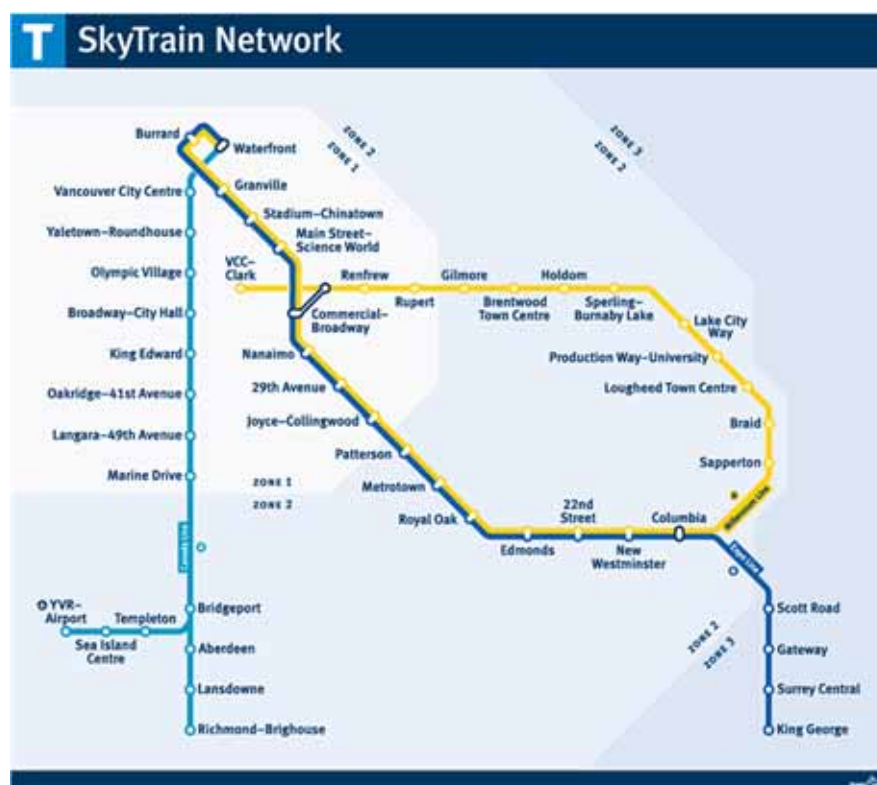 T SkyTrain Network
Burrard
Waterfront
ZONE 2
ZONE 1
ZONE 3
ZONE 2
Vancouver City Centre
Granville
Stadium–Chinatown
Yaletown–Roundhouse
Main Street–
Science World
VCC–
Clark
Renfrew
Gilmore
Holdom
Olympic Village
Rupert
Brentwood
Town Centre
Sperling–
Burnaby Lake
Broadway–City Hall
Commercial–
Broadway
Lake City
Way
King Edward
Nanaimo
Production Way–University
29th Avenue
Lougheed Town Centre
Oakridge–41st Avenue
Joyce–Collingwood
Braid
Langara–49th Avenue
Patterson
Sapperton
Marine Drive
ZONE 1
ZONE 2
Metrotown
Millennium Line
Royal Oak
22nd
Street
Columbia
Canada Line
Edmonds
New
Westminster
Expo Line
YVR–
Airport
Templeton
Bridgeport
Scott Road
Sea Island
Centre
Aberdeen
ZONE 2
ZONE 3
Gateway
Lansdowne
Surrey Central
Richmond–Brighouse
King George